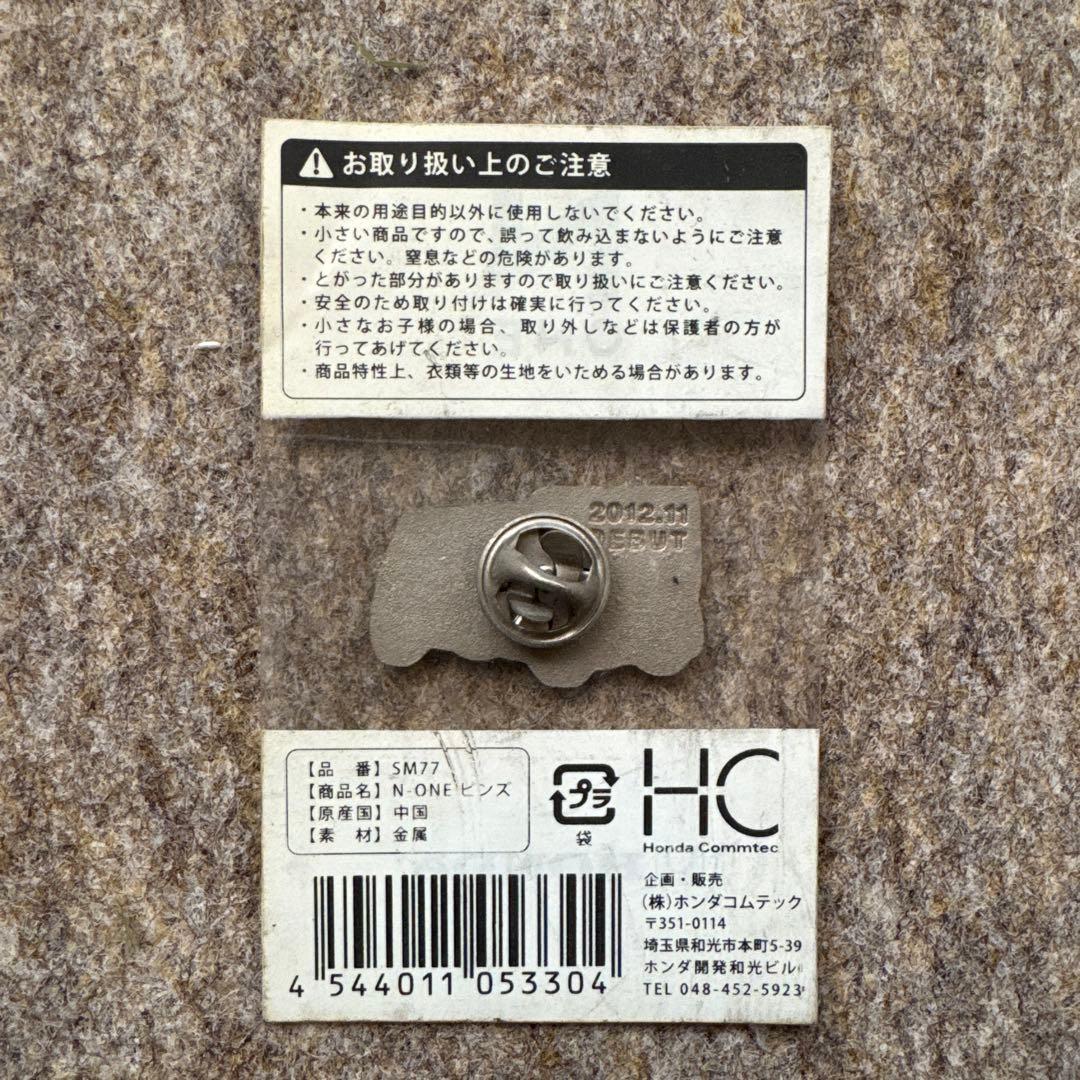 お取り扱い上のご注意
・本来の用途目的以外に使用しないでください。
・小さい商品ですので、誤って飲み込まないようにご注意
ください。窒息などの危険があります。
・とがった部分がありますので取り扱いにご注意ください。
・安全のため取り付けは確実に行ってください。
・小さなお子様の場合、取り外しなどは保護者の方が
行ってあげてください。
・商品特性上、衣類等の生地をいためる場合があります。
2012.11
DEBUT
【品　番】SM77
【商品名】N-ONE ピンズ
【原産国】中国
【素　材】金属
プラ
袋
HC
Honda Commtec
企画・販売
(株)ホンダコムテック
〒351-0114
埼玉県和光市本町5-39
ホンダ開発和光ビル
TEL 048-452-5923
4 544011 053304